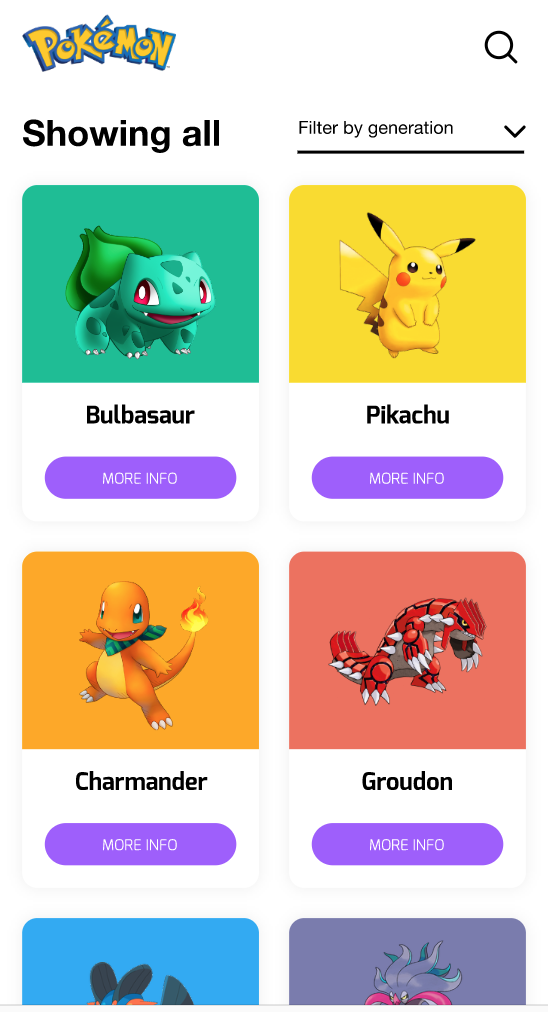 POKéMON
Showing all
Filter by generation
Bulbasaur
Pikachu
MORE INFO
MORE INFO
Charmander
Groudon
MORE INFO
MORE INFO